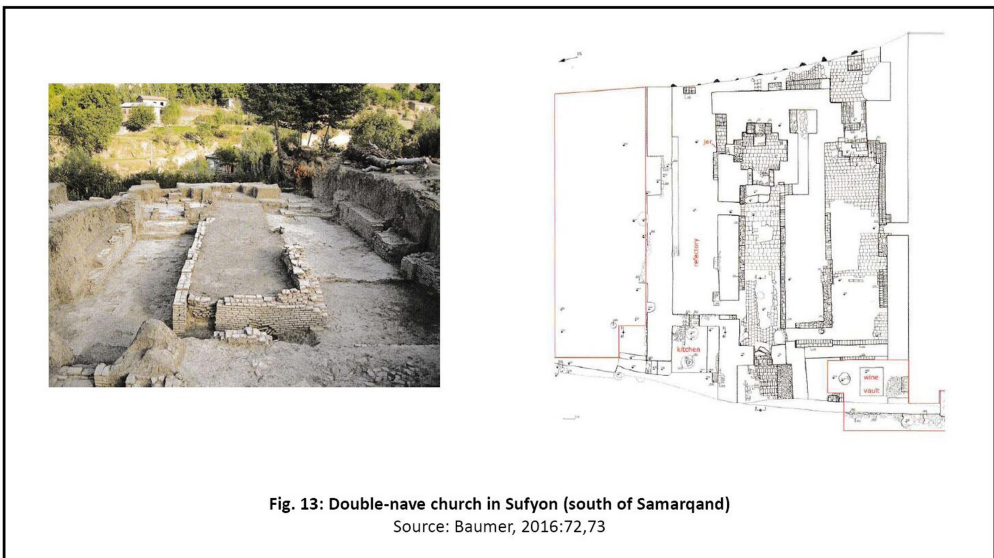 jar
refectory
kitchen
wine
vault
Fig. 13: Double-nave church in Sufyon (south of Samarqand)
Source: Baumer, 2016:72,73